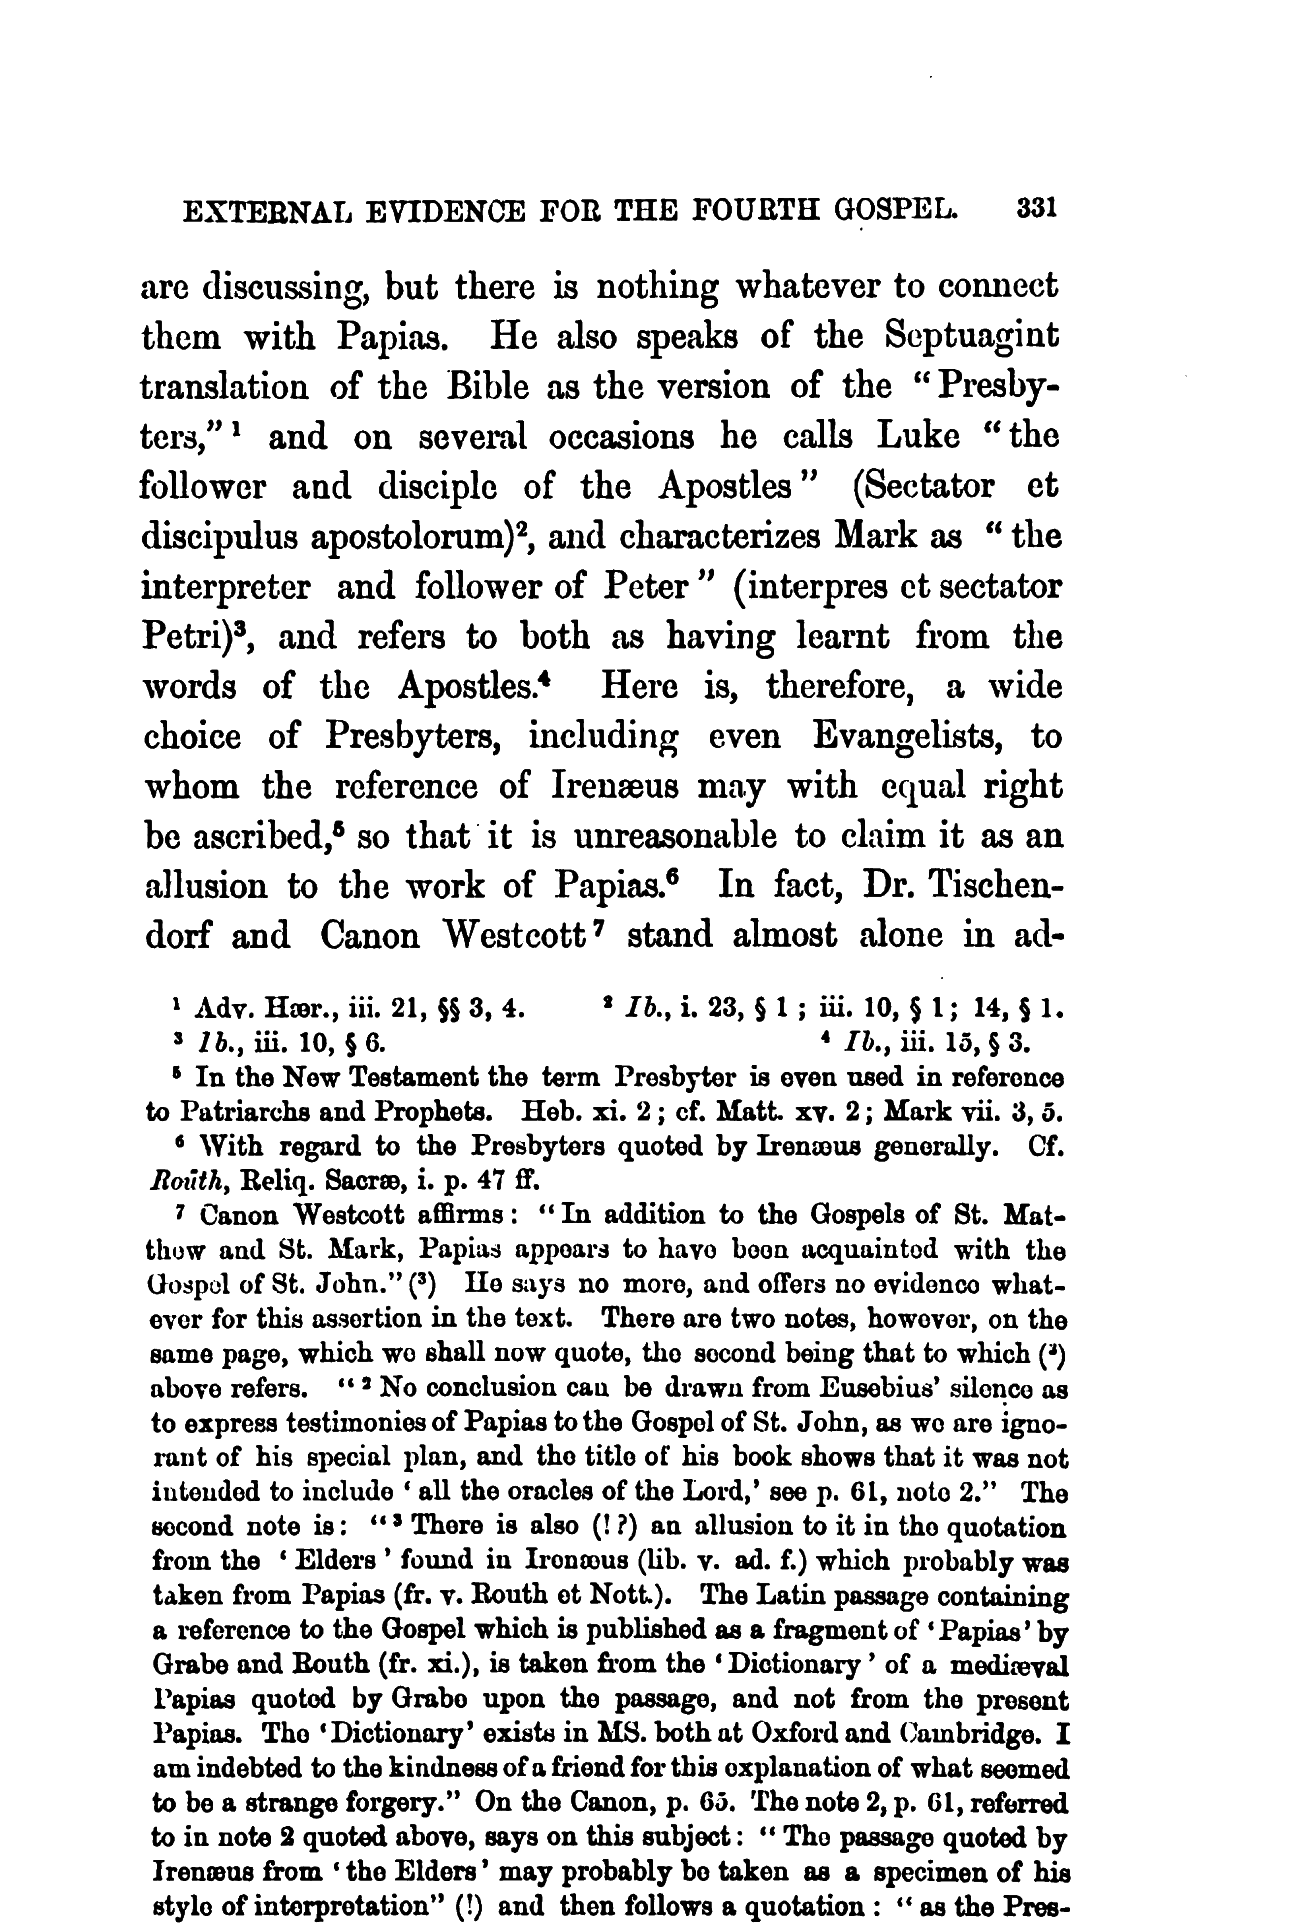 EXTERNAL EVIDENCE FOR THE FOURTH GOSPEL. 331
are discussing, but there is nothing whatever to connect
them with Papias. He also speaks of the Septuagint
translation of the Bible as the version of the “Presby-
ters,”¹ and on several occasions he calls Luke “the
follower and disciple of the Apostles” (Sectator et
discipulus apostolorum)², and characterizes Mark as “the
interpreter and follower of Peter” (interpres et sectator
Petri)³, and refers to both as having learnt from the
words of the Apostles.⁴ Here is, therefore, a wide
choice of Presbyters, including even Evangelists, to
whom the reference of Irenæus may with equal right
be ascribed,⁵ so that it is unreasonable to claim it as an
allusion to the work of Papias.⁶ In fact, Dr. Tischen-
dorf and Canon Westcott⁷ stand almost alone in ad-
¹ Adv. Hær., iii. 21, §§ 3, 4. ² Ib., i. 23, § 1; iii. 10, § 1; 14, § 1.
³ Ib., iii. 10, § 6. ⁴ Ib., iii. 15, § 3.
⁵ In the New Testament the term Presbyter is even used in reference
to Patriarchs and Prophets. Heb. xi. 2; cf. Matt. xv. 2; Mark vii. 3, 5.
⁶ With regard to the Presbyters quoted by Irenæus generally. Cf.
Routh, Reliq. Sacræ, i. p. 47 ff.
⁷ Canon Westcott affirms: “In addition to the Gospels of St. Mat-
thew and St. Mark, Papias appears to have been acquainted with the
Gospel of St. John.”(³) He says no more, and offers no evidence what-
ever for this assertion in the text. There are two notes, however, on the
same page, which we shall now quote, the second being that to which (³)
above refers. “² No conclusion can be drawn from Eusebius’ silence as
to express testimonies of Papias to the Gospel of St. John, as we are igno-
rant of his special plan, and the title of his book shows that it was not
intended to include ‘all the oracles of the Lord,’ see p. 61, note 2.” The
second note is: “³ There is also (!?) an allusion to it in the quotation
from the ‘Elders’ found in Irenæus (lib. v. ad. f.) which probably was
taken from Papias (fr. v. Routh et Nott.). The Latin passage containing
a reference to the Gospel which is published as a fragment of ‘Papias’ by
Grabe and Routh (fr. xi.), is taken from the ‘Dictionary’ of a mediæval
Papias quoted by Grabe upon the passage, and not from the present
Papias. The ‘Dictionary’ exists in MS. both at Oxford and Cambridge. I
am indebted to the kindness of a friend for this explanation of what seemed
to be a strange forgery.” On the Canon, p. 65. The note 2, p. 61, referred
to in note 2 quoted above, says on this subject: “The passage quoted by
Irenæus from ‘the Elders’ may probably be taken as a specimen of his
style of interpretation” (!) and then follows a quotation: “as the Pres-